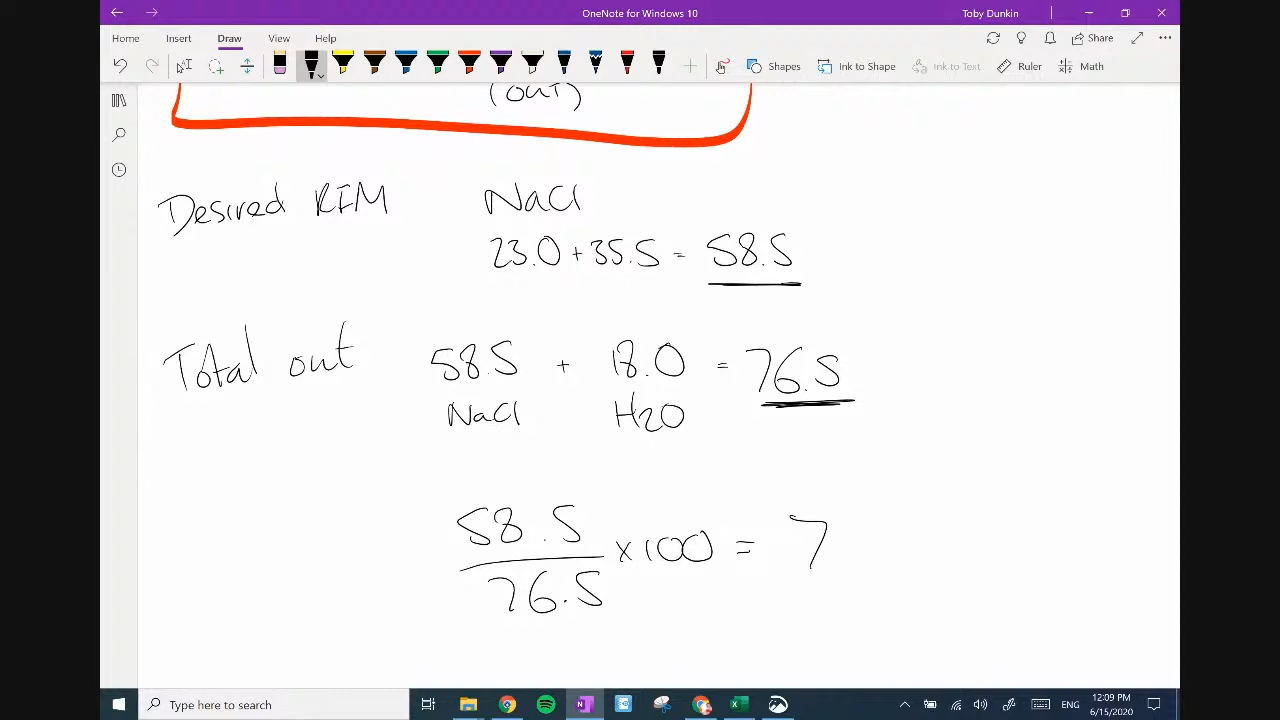 OneNote for Windows 10
Toby Dunkin
Home Insert Draw View Help
Share
Shapes Ink to Shape Ink to Text Ruler Math
(out)
Desired RFM NaCl
23.0 + 35.5 = 58.5
Total out 58.5 + 18.0 = 76.5
NaCl H2O
58.5
76.5
×100 = 7
Type here to search
ENG
12:09 PM
6/15/2020